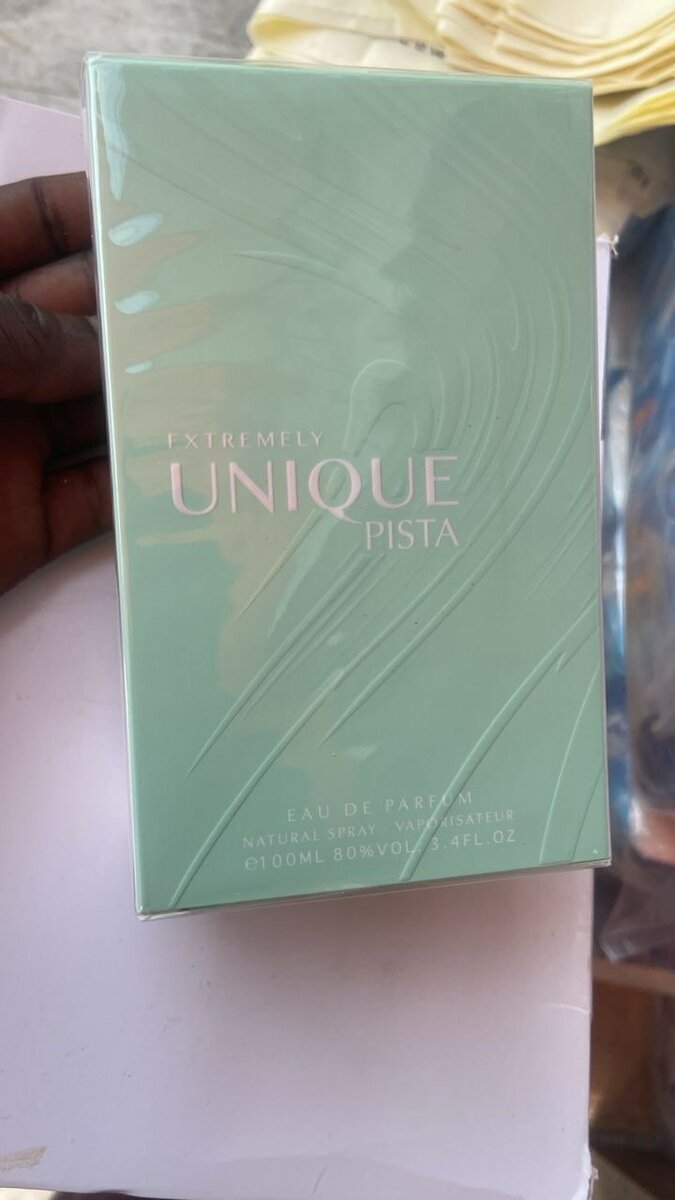 EXTREMELY
UNIQUE
PISTA
EAU DE PARFUM
NATURAL SPRAY VAPORISATEUR
℮100ML 80%VOL. 3.4FL.OZ